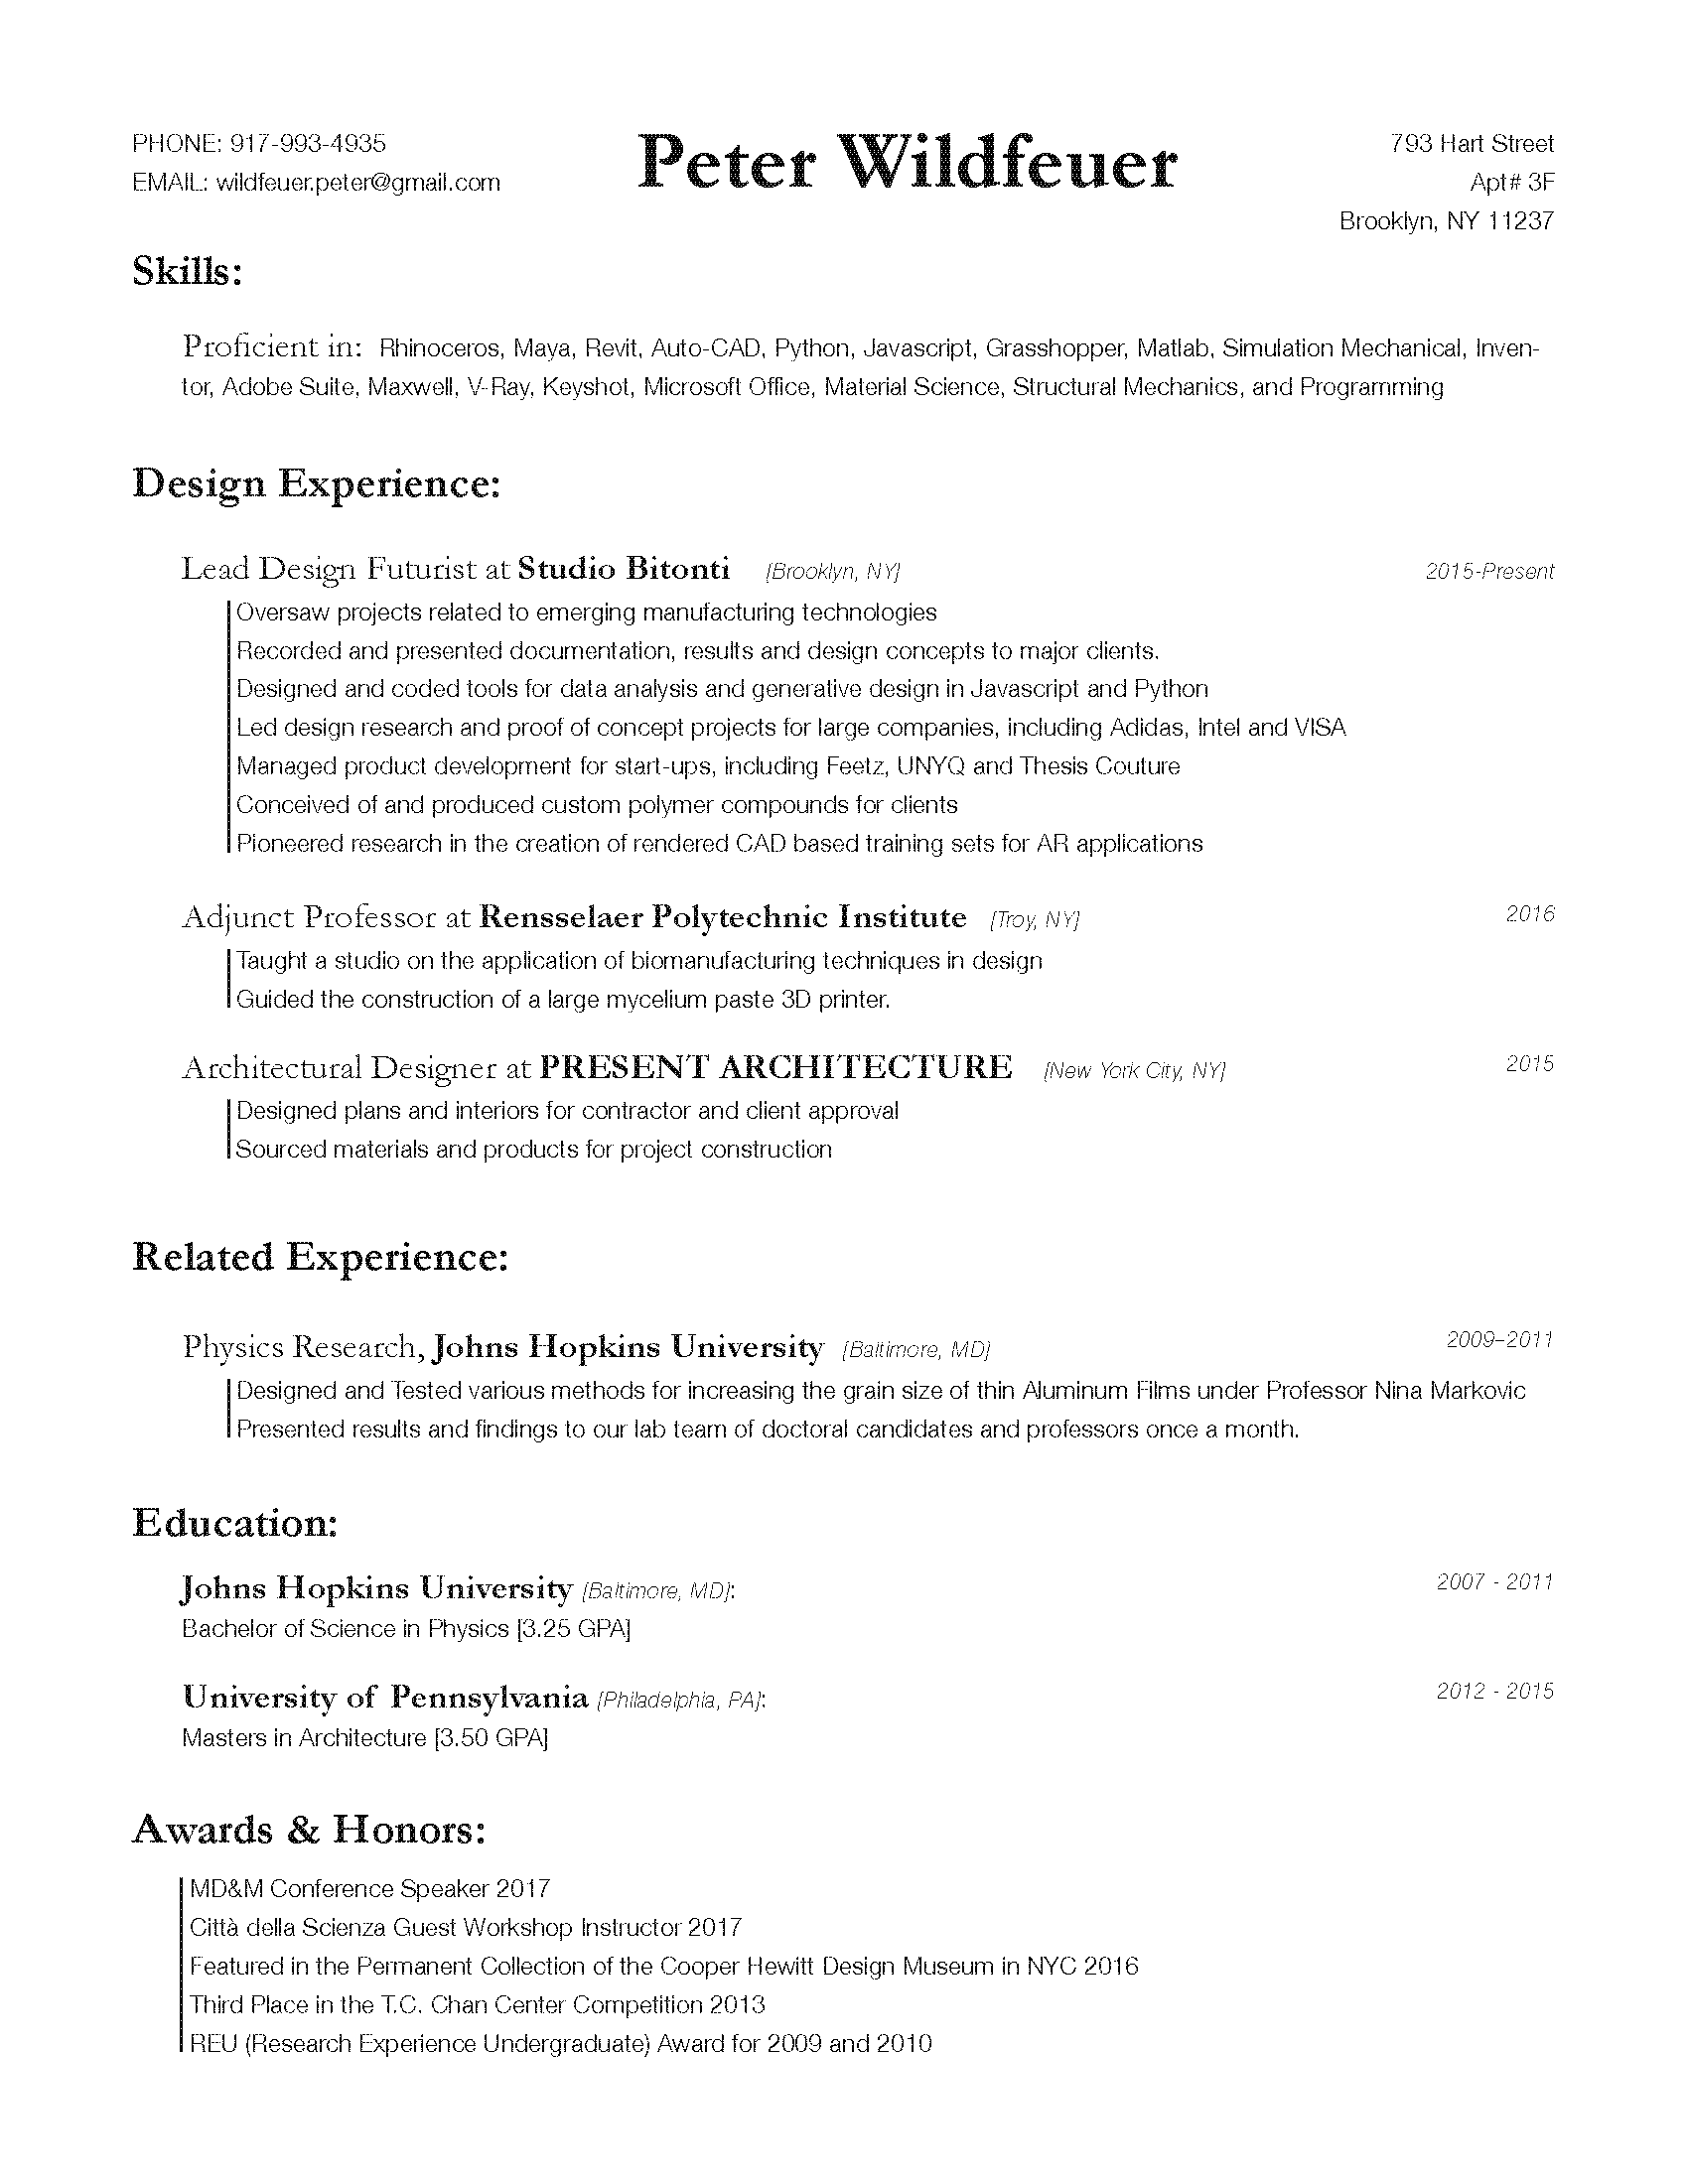 PHONE: 917-993-4935
EMAIL: wildfeuer.peter@gmail.com
Peter Wildfeuer
793 Hart Street
Apt# 3F
Brooklyn, NY 11237
Skills:
Proficient in: Rhinoceros, Maya, Revit, Auto-CAD, Python, Javascript, Grasshopper, Matlab, Simulation Mechanical, Inven-
tor, Adobe Suite, Maxwell, V-Ray, Keyshot, Microsoft Office, Material Science, Structural Mechanics, and Programming
Design Experience:
Lead Design Futurist at Studio Bitonti [Brooklyn, NY] 2015-Present
Oversaw projects related to emerging manufacturing technologies
Recorded and presented documentation, results and design concepts to major clients.
Designed and coded tools for data analysis and generative design in Javascript and Python
Led design research and proof of concept projects for large companies, including Adidas, Intel and VISA
Managed product development for start-ups, including Feetz, UNYQ and Thesis Couture
Conceived of and produced custom polymer compounds for clients
Pioneered research in the creation of rendered CAD based training sets for AR applications
Adjunct Professor at Rensselaer Polytechnic Institute [Troy, NY] 2016
Taught a studio on the application of biomanufacturing techniques in design
Guided the construction of a large mycelium paste 3D printer.
Architectural Designer at PRESENT ARCHITECTURE [New York City, NY] 2015
Designed plans and interiors for contractor and client approval
Sourced materials and products for project construction
Related Experience:
Physics Research, Johns Hopkins University [Baltimore, MD] 2009–2011
Designed and Tested various methods for increasing the grain size of thin Aluminum Films under Professor Nina Markovic
Presented results and findings to our lab team of doctoral candidates and professors once a month.
Education:
Johns Hopkins University [Baltimore, MD]: 2007 - 2011
Bachelor of Science in Physics [3.25 GPA]
University of Pennsylvania [Philadelphia, PA]: 2012 - 2015
Masters in Architecture [3.50 GPA]
Awards & Honors:
MD&M Conference Speaker 2017
Città della Scienza Guest Workshop Instructor 2017
Featured in the Permanent Collection of the Cooper Hewitt Design Museum in NYC 2016
Third Place in the T.C. Chan Center Competition 2013
REU (Research Experience Undergraduate) Award for 2009 and 2010